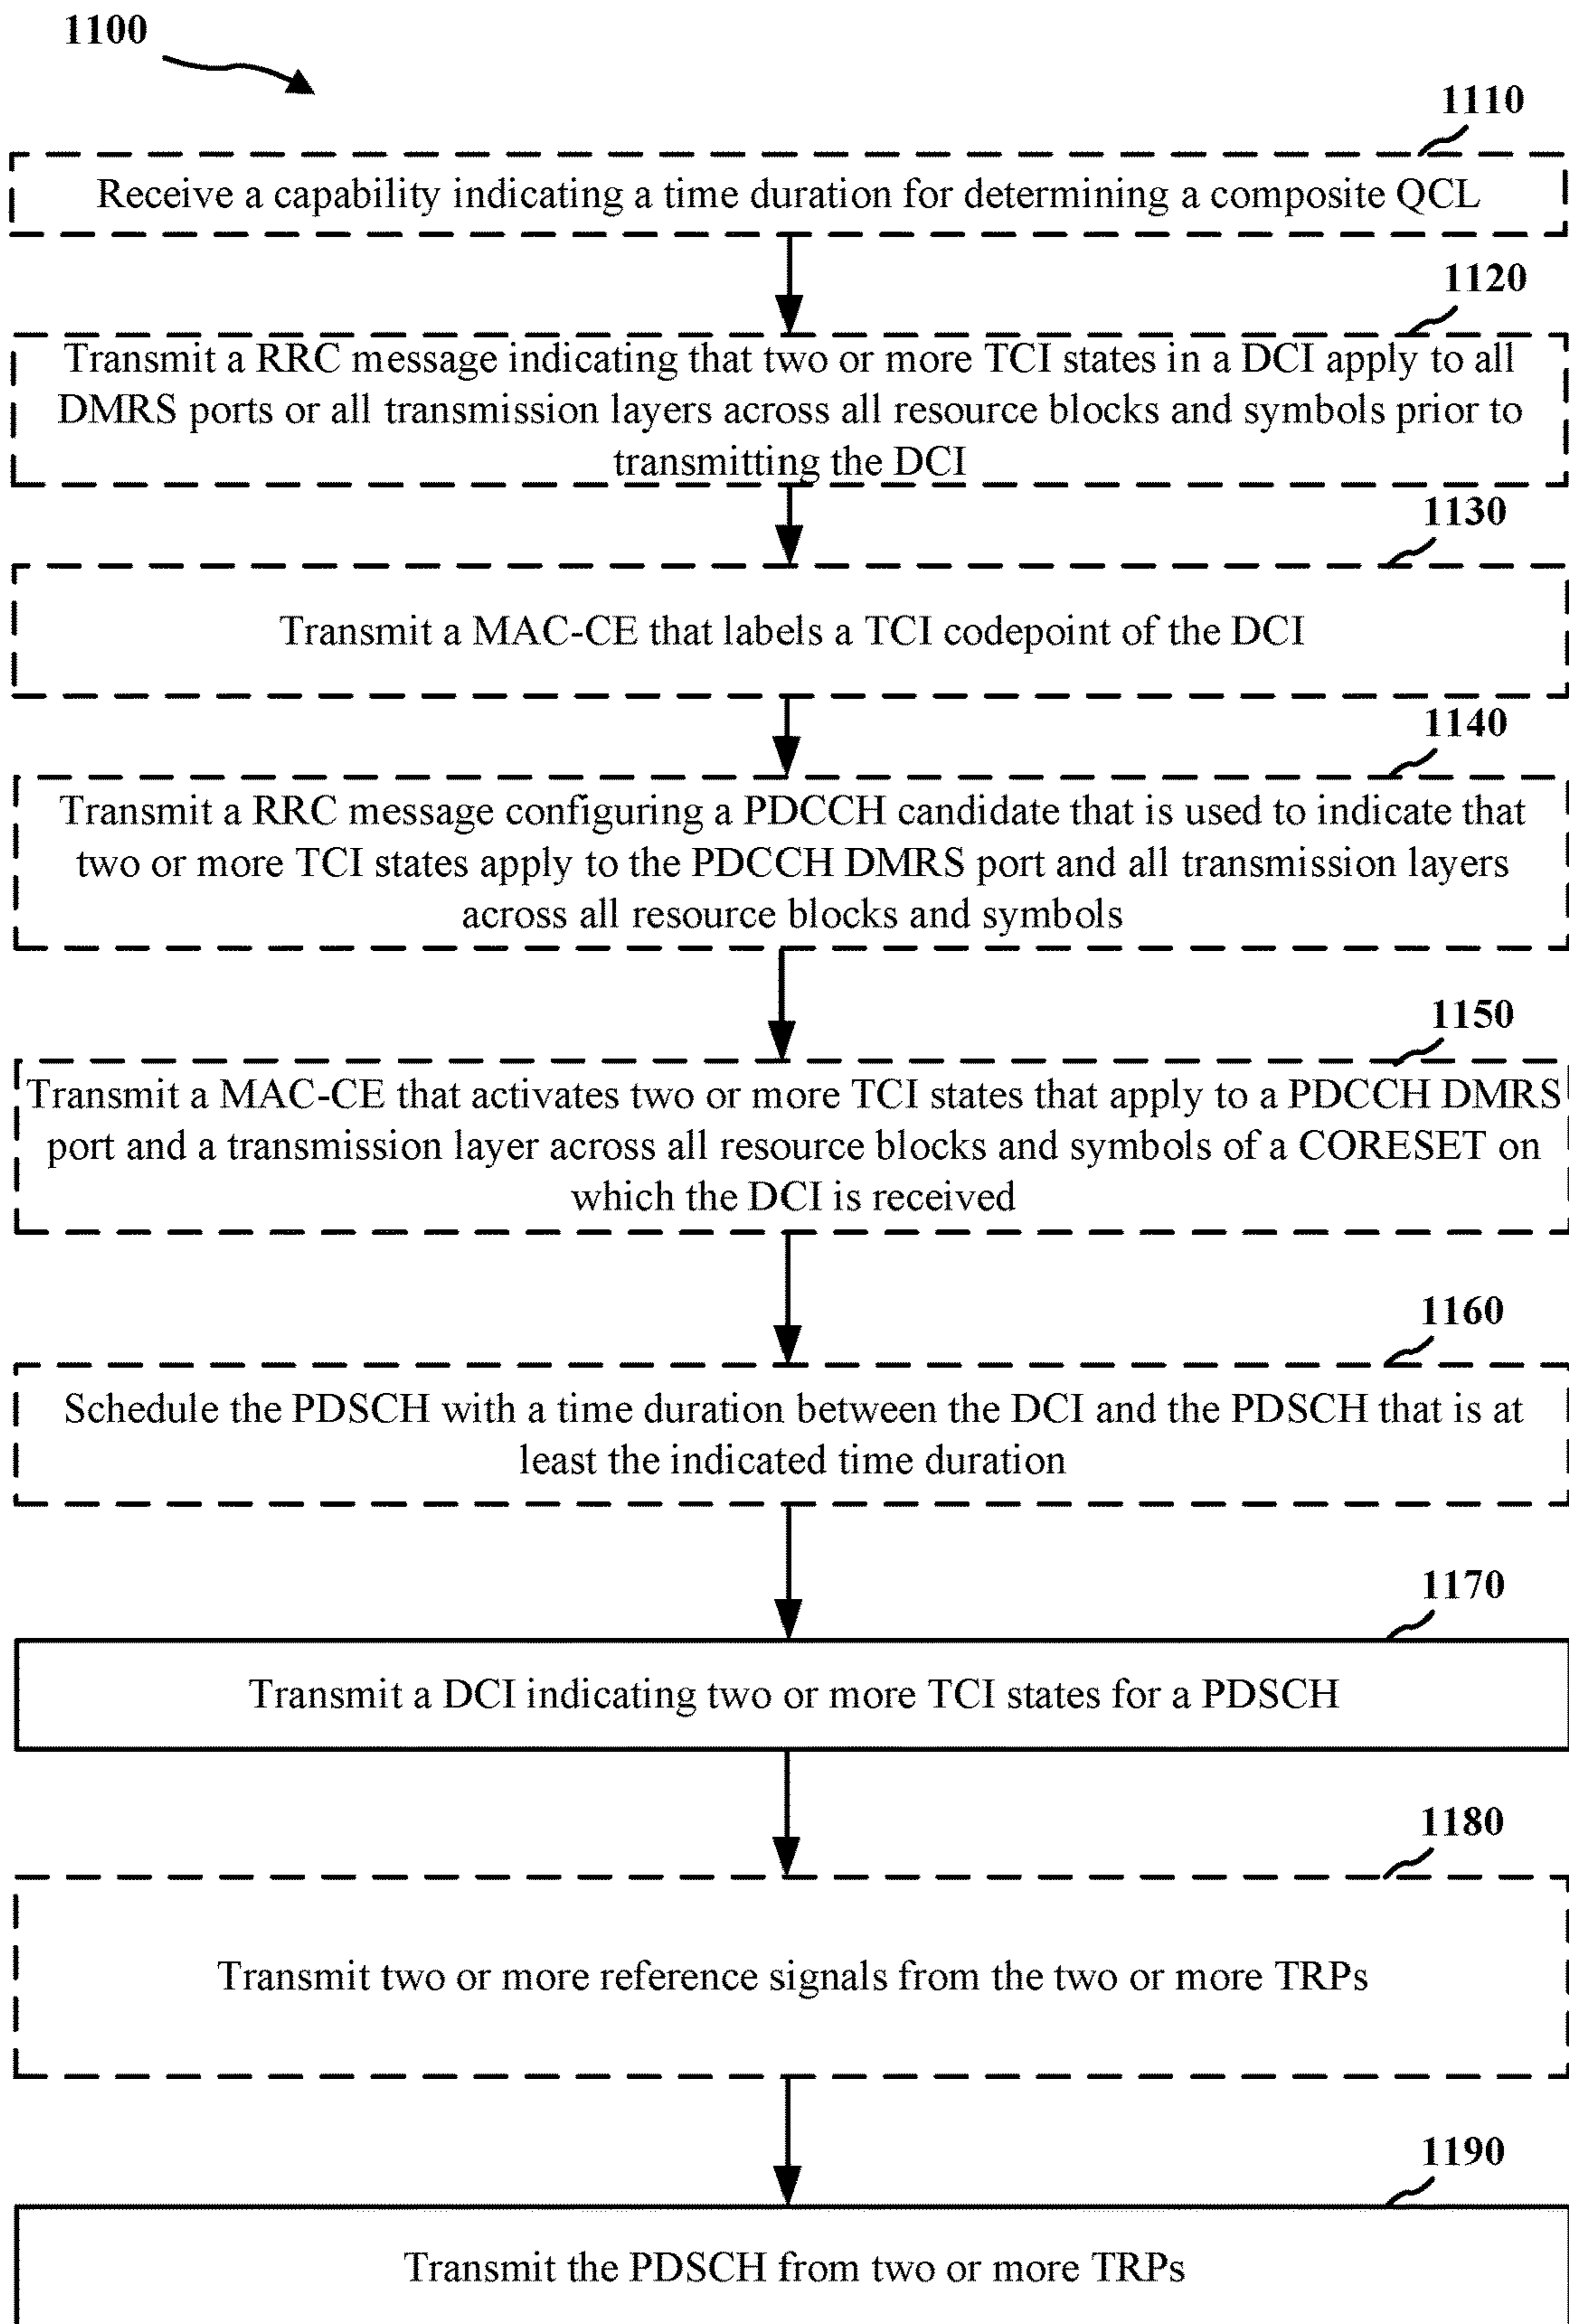 1100
1110
Receive a capability indicating a time duration for determining a composite QCL
1120
Transmit a RRC message indicating that two or more TCI states in a DCI apply to all
DMRS ports or all transmission layers across all resource blocks and symbols prior to
transmitting the DCI
1130
Transmit a MAC-CE that labels a TCI codepoint of the DCI
1140
Transmit a RRC message configuring a PDCCH candidate that is used to indicate that
two or more TCI states apply to the PDCCH DMRS port and all transmission layers
across all resource blocks and symbols
1150
Transmit a MAC-CE that activates two or more TCI states that apply to a PDCCH DMRS
port and a transmission layer across all resource blocks and symbols of a CORESET on
which the DCI is received
1160
Schedule the PDSCH with a time duration between the DCI and the PDSCH that is at
least the indicated time duration
1170
Transmit a DCI indicating two or more TCI states for a PDSCH
1180
Transmit two or more reference signals from the two or more TRPs
1190
Transmit the PDSCH from two or more TRPs